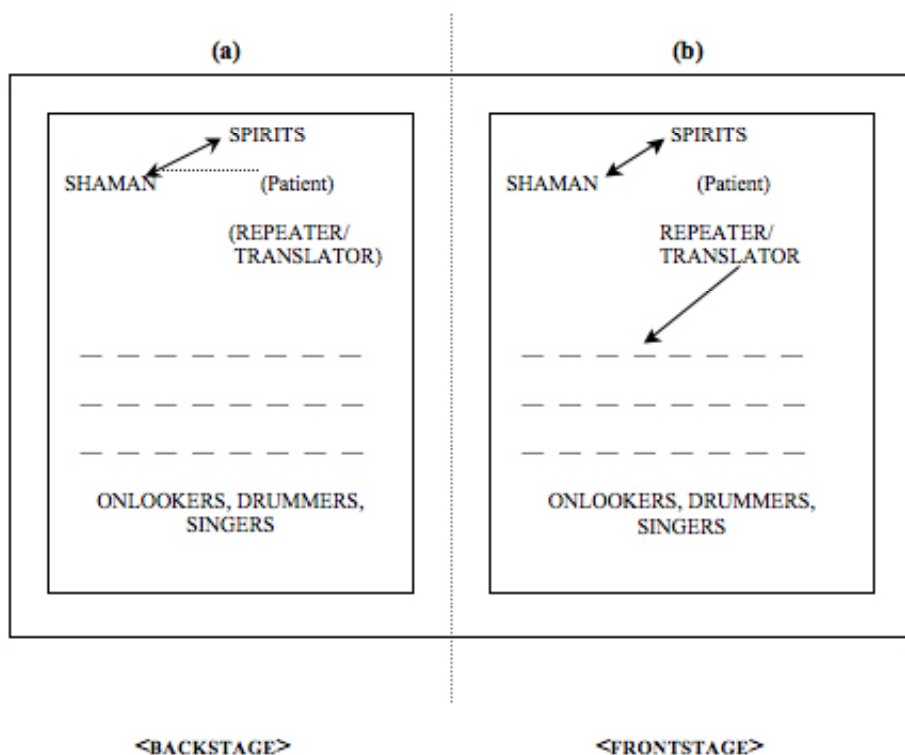 (a)
SPIRITS
SHAMAN (Patient)
(REPEATER/
TRANSLATOR)
ONLOOKERS, DRUMMERS,
SINGERS
<BACKSTAGE>
(b)
SPIRITS
SHAMAN (Patient)
REPEATER/
TRANSLATOR
ONLOOKERS, DRUMMERS,
SINGERS
<FRONTSTAGE>